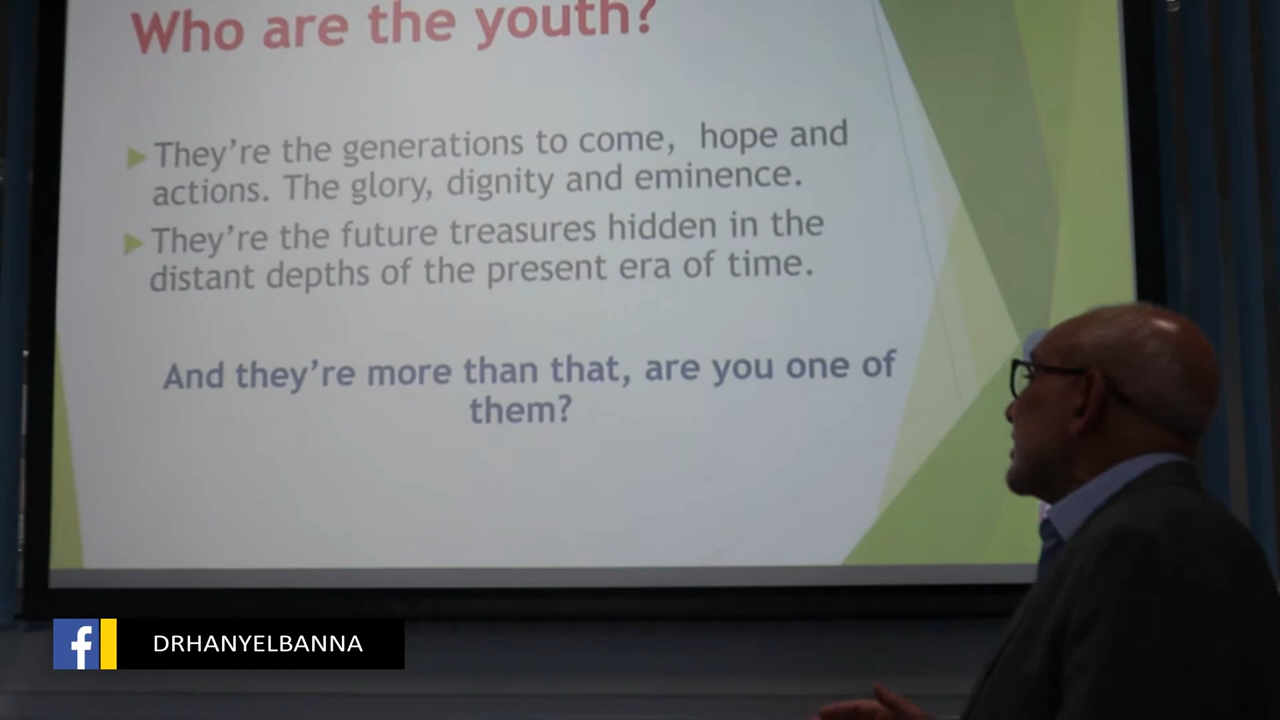 Who are the youth?
They're the generations to come, hope and
actions. The glory, dignity and eminence.
They're the future treasures hidden in the
distant depths of the present era of time.
And they're more than that, are you one of
them?
f DRHANYELBANNA